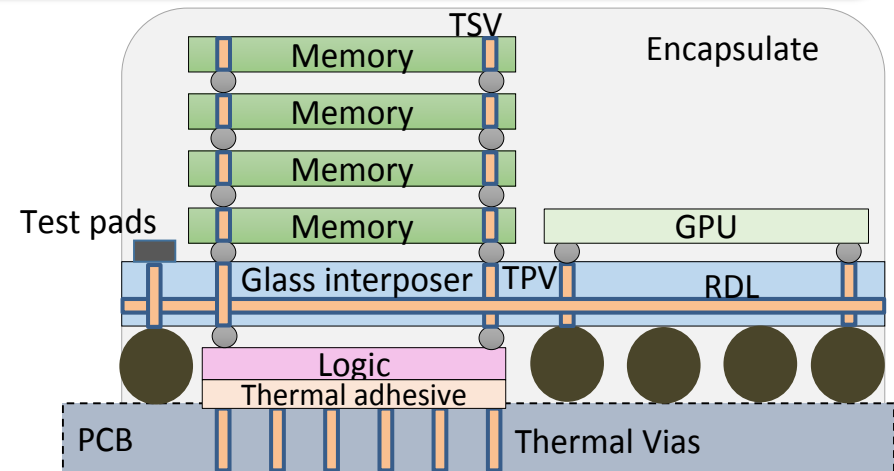 TSV
Memory
Encapsulate
Memory
Memory
Memory
Test pads
GPU
Glass interposer
TPV
RDL
Logic
Thermal adhesive
PCB
Thermal Vias